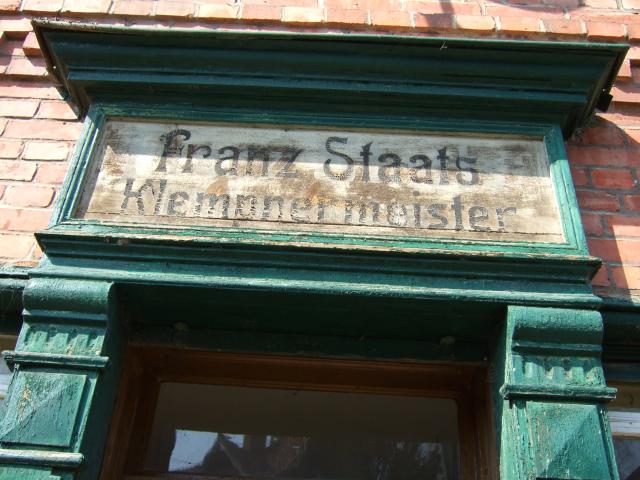 Franz Staats
Klempnermeister